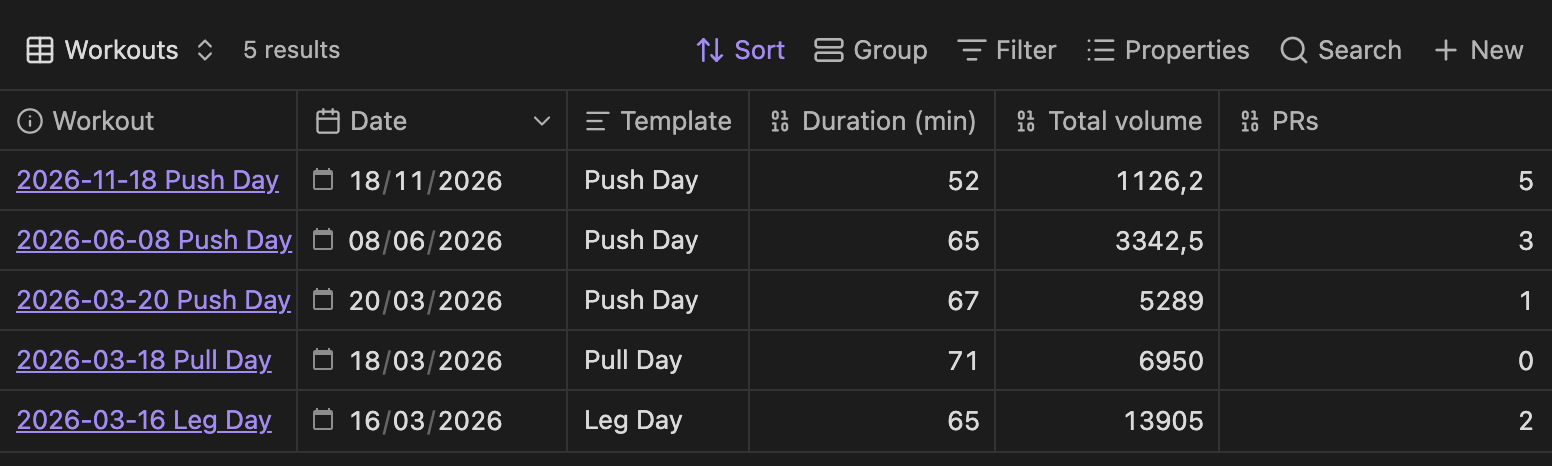 Workouts 5 results Sort Group Filter Properties Search + New
Workout Date Template Duration (min) Total volume PRs
2026-11-18 Push Day 18/11/2026 Push Day 52 1126,2 5
2026-06-08 Push Day 08/06/2026 Push Day 65 3342,5 3
2026-03-20 Push Day 20/03/2026 Push Day 67 5289 1
2026-03-18 Pull Day 18/03/2026 Pull Day 71 6950 0
2026-03-16 Leg Day 16/03/2026 Leg Day 65 13905 2